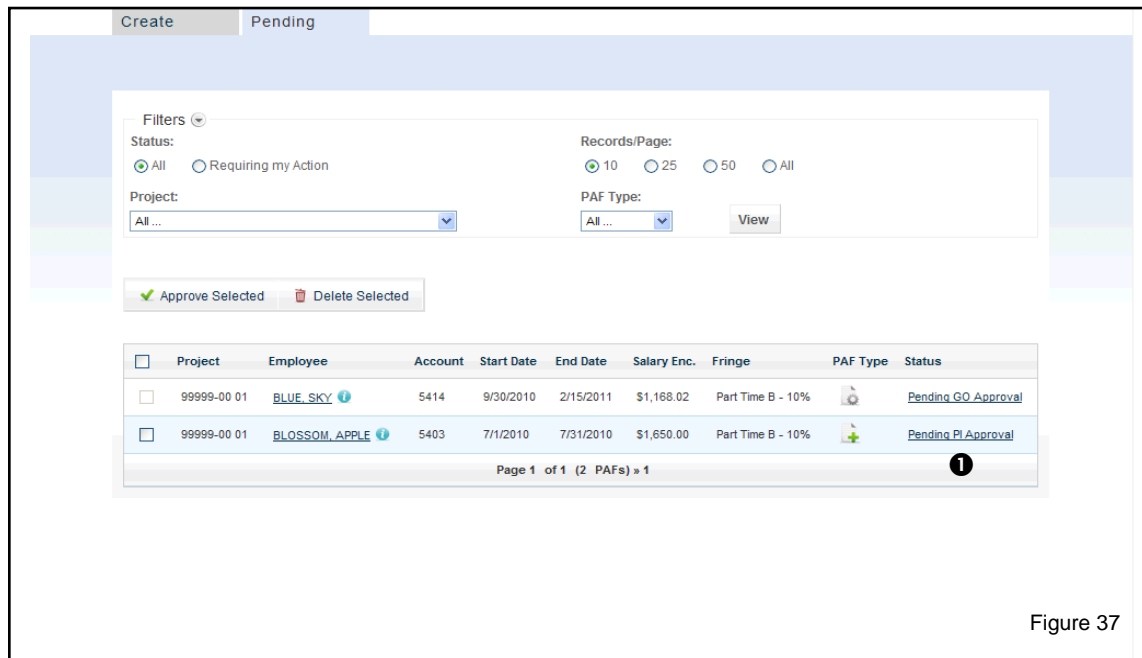 Create Pending
Filters
Status: Records/Page:
All Requiring my Action 10 25 50 All
Project: PAF Type:
All ... All ... View
Approve Selected Delete Selected
Project Employee Account Start Date End Date Salary Enc. Fringe PAF Type Status
99999-00 01 BLUE, SKY i 5414 9/30/2010 2/15/2011 $1,168.02 Part Time B - 10% Pending GO Approval
99999-00 01 BLOSSOM, APPLE i 5403 7/1/2010 7/31/2010 $1,650.00 Part Time B - 10% Pending PI Approval
Page 1 of 1 (2 PAFs) » 1 ❶
Figure 37